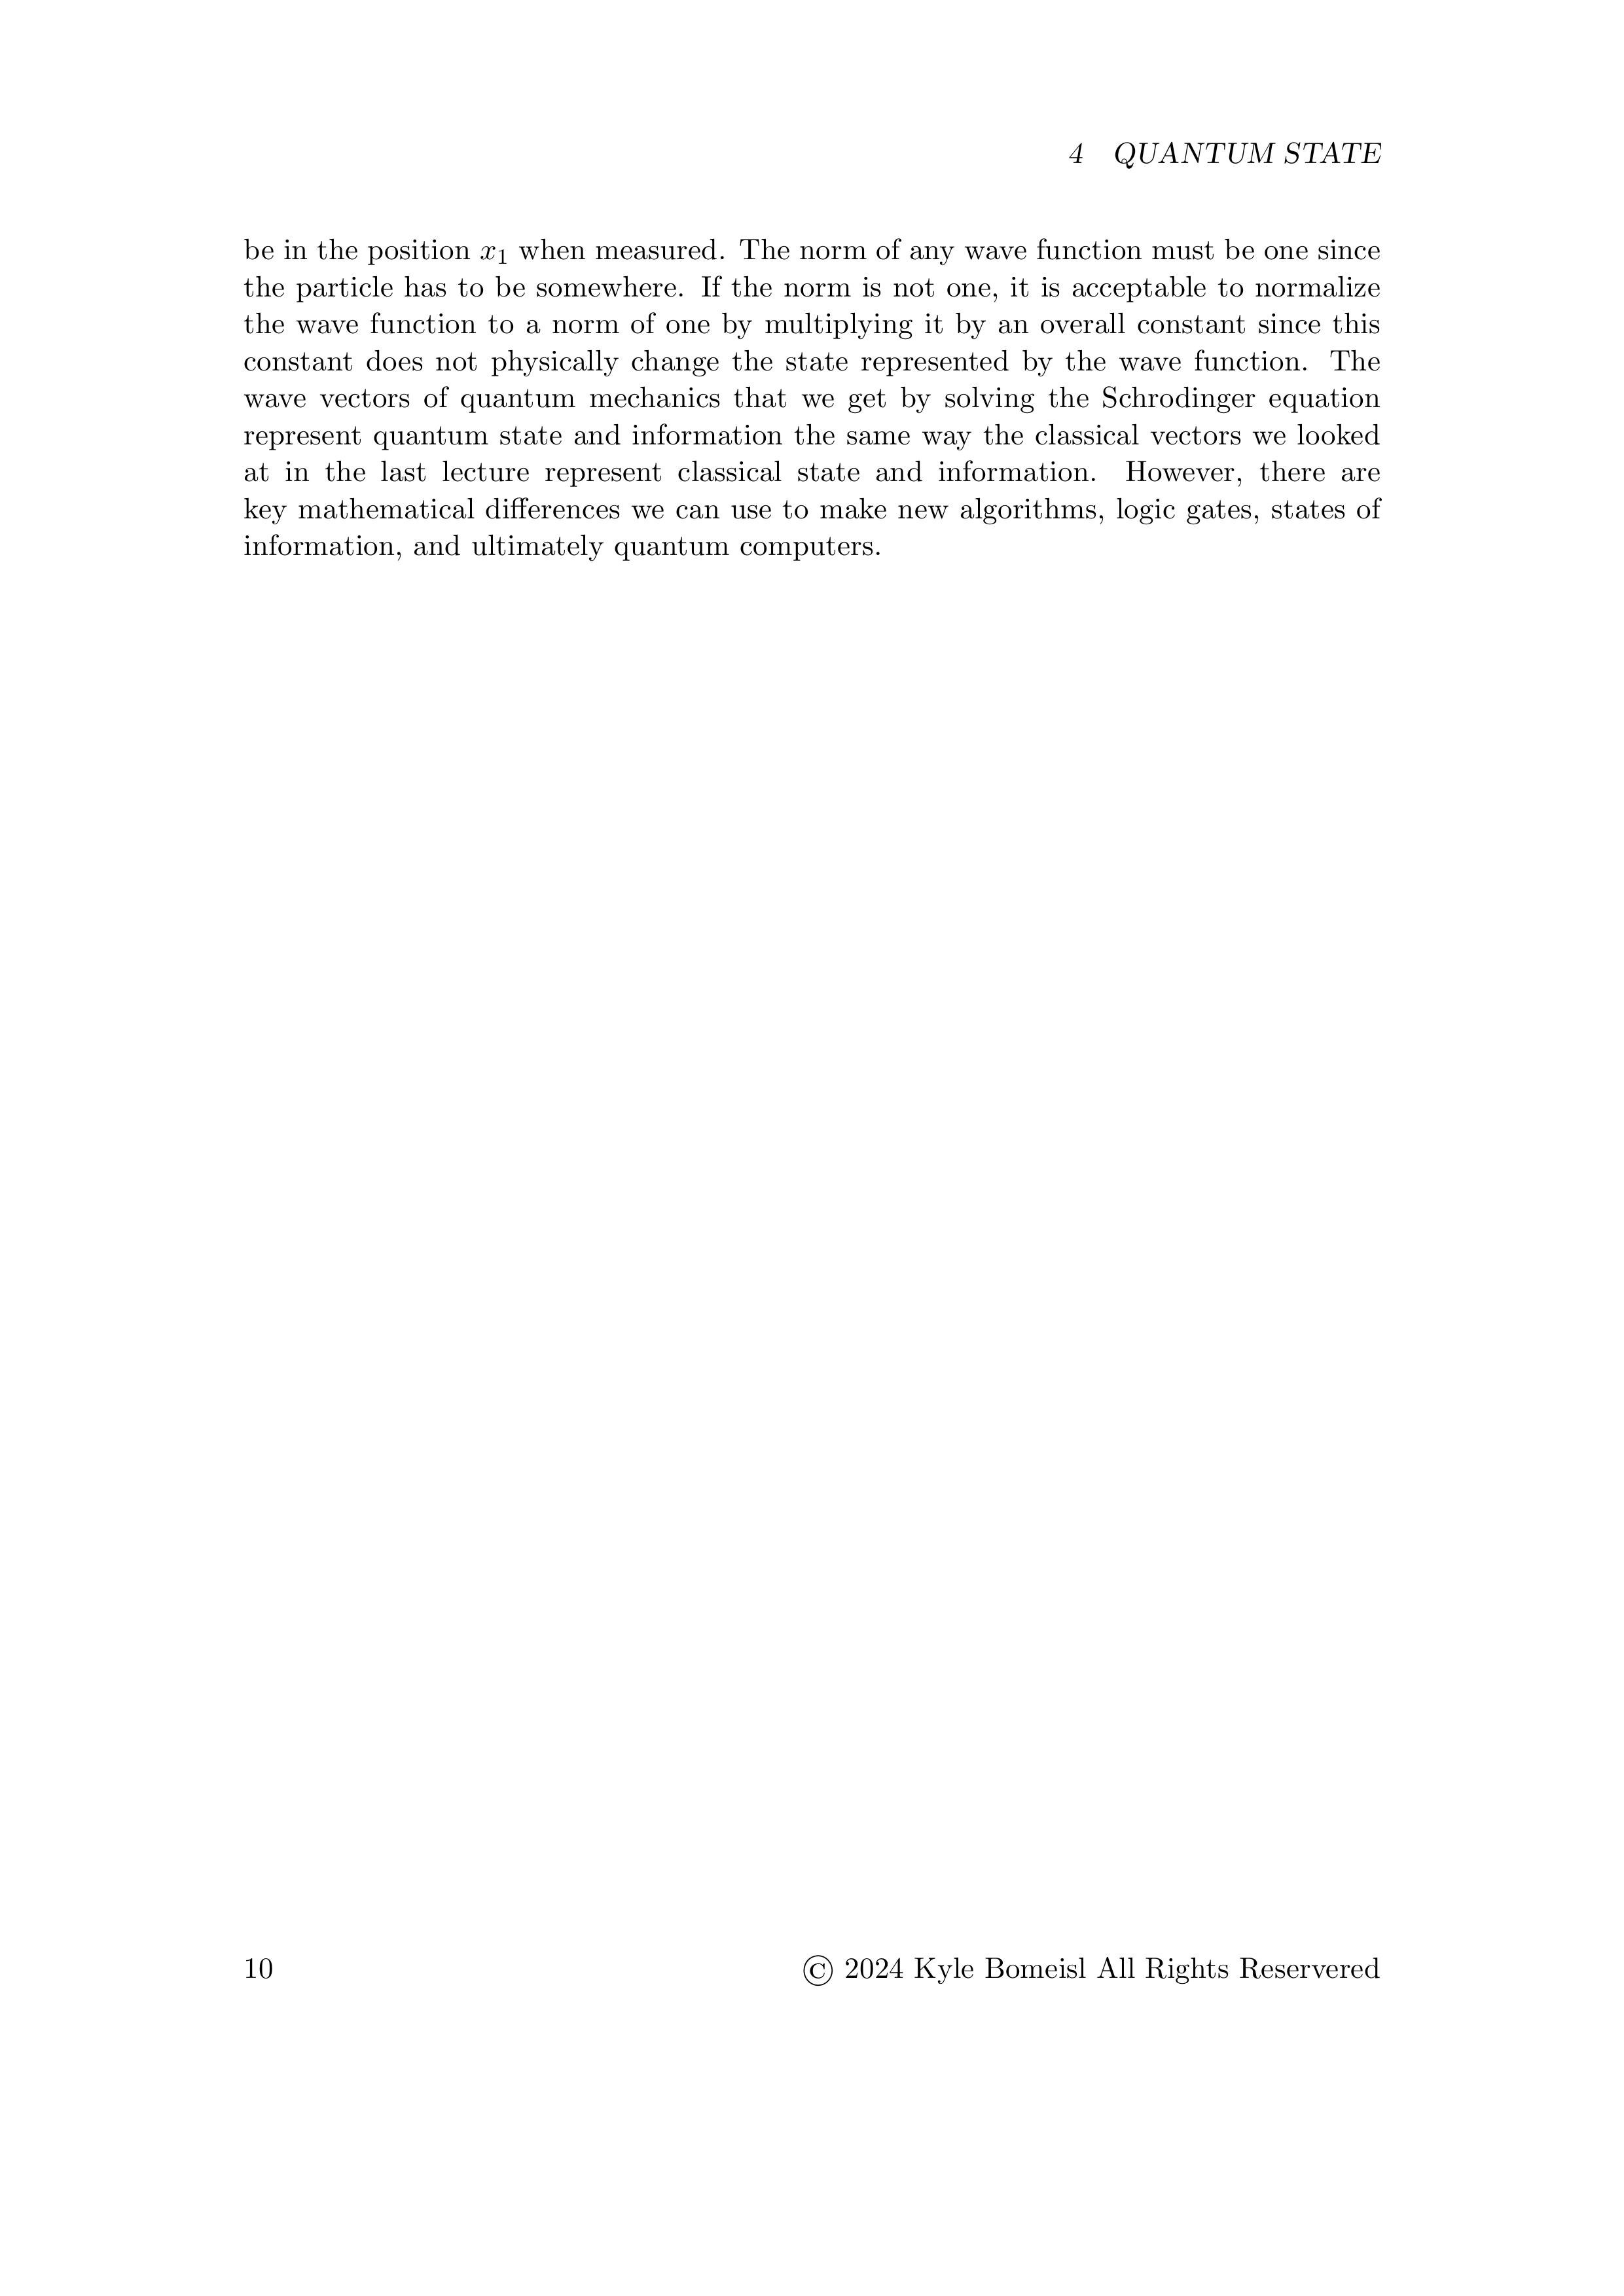 4 QUANTUM STATE
be in the position x₁ when measured. The norm of any wave function must be one since
the particle has to be somewhere. If the norm is not one, it is acceptable to normalize
the wave function to a norm of one by multiplying it by an overall constant since this
constant does not physically change the state represented by the wave function. The
wave vectors of quantum mechanics that we get by solving the Schrodinger equation
represent quantum state and information the same way the classical vectors we looked
at in the last lecture represent classical state and information. However, there are
key mathematical differences we can use to make new algorithms, logic gates, states of
information, and ultimately quantum computers.
10 © 2024 Kyle Bomeisl All Rights Reservered